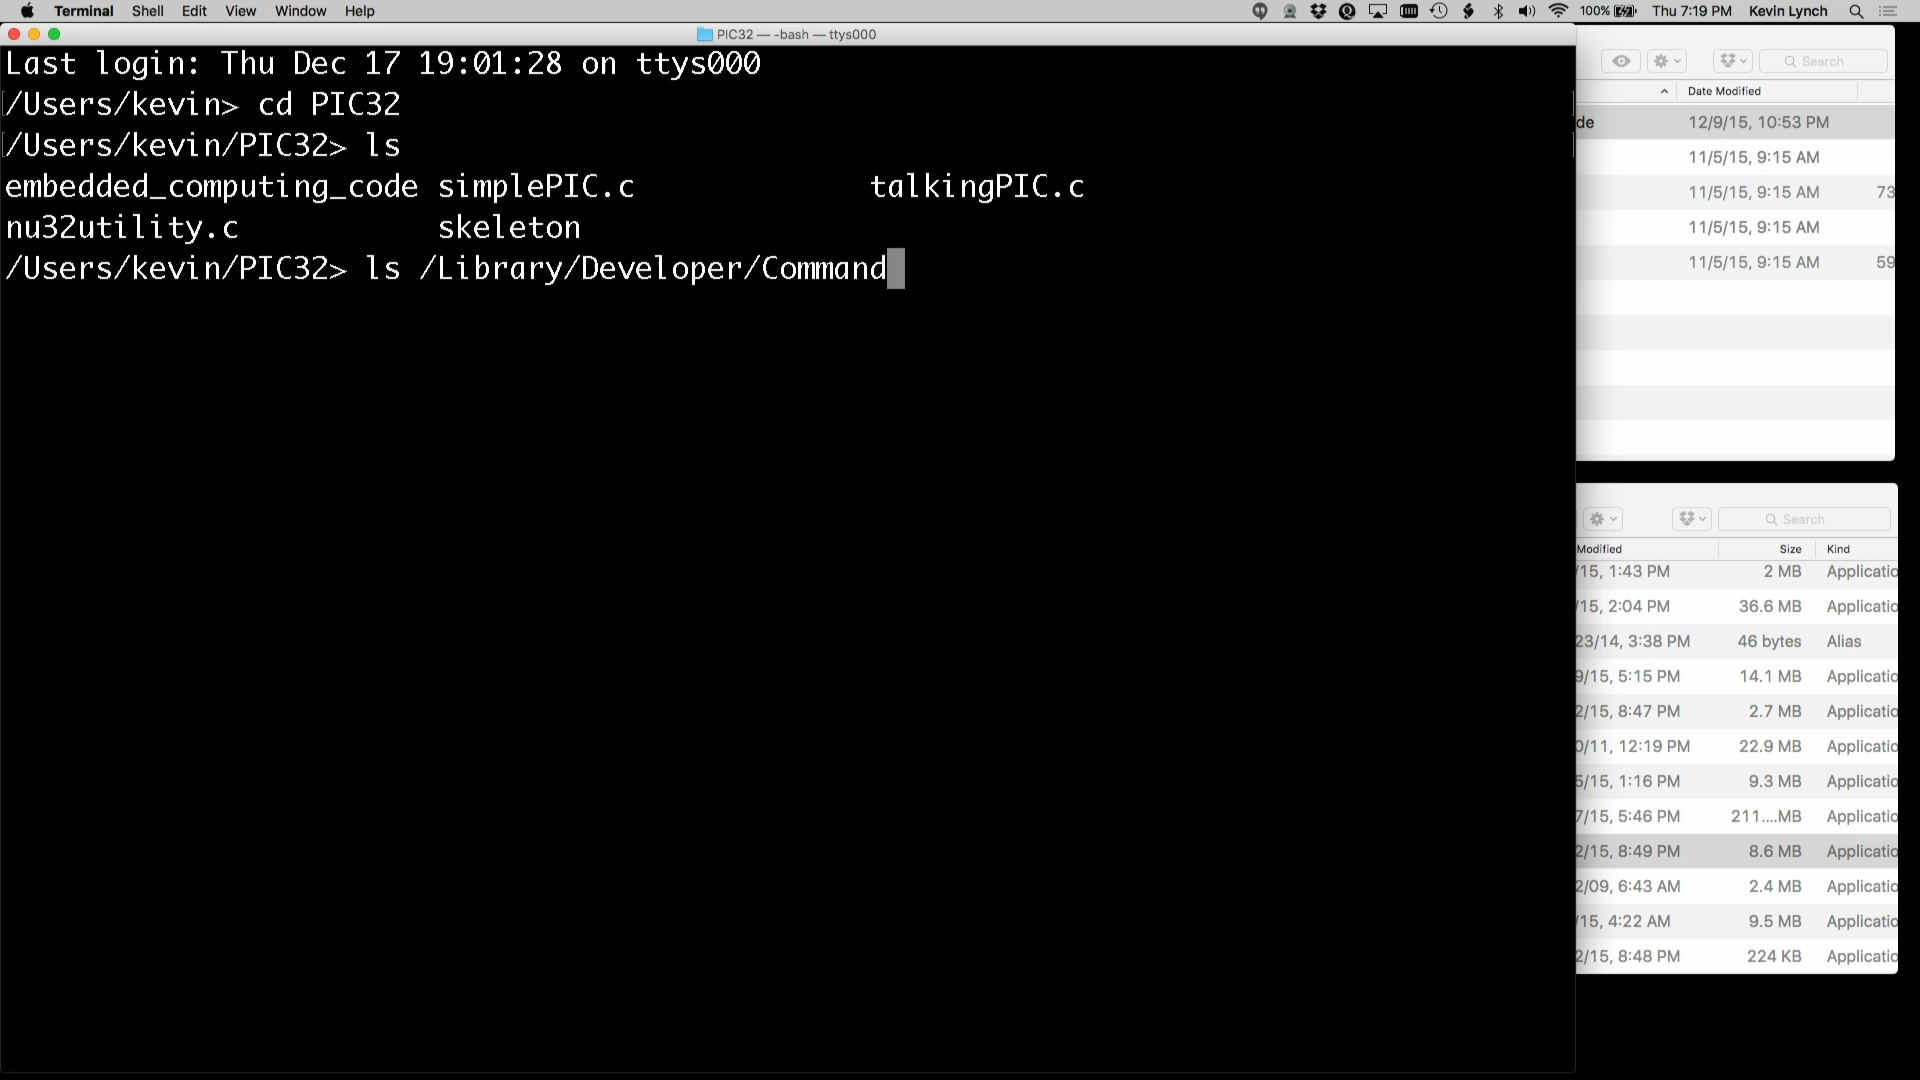 Terminal Shell Edit View Window Help 100% Thu 7:19 PM Kevin Lynch
PIC32 — -bash — ttys000
Last login: Thu Dec 17 19:01:28 on ttys000
/Users/kevin> cd PIC32
/Users/kevin/PIC32> ls
embedded_computing_code simplePIC.c talkingPIC.c
nu32utility.c skeleton
/Users/kevin/PIC32> ls /Library/Developer/Command
Search
Date Modified
de 12/9/15, 10:53 PM
11/5/15, 9:15 AM
11/5/15, 9:15 AM 73
11/5/15, 9:15 AM
11/5/15, 9:15 AM 59
Search
Modified Size Kind
/15, 1:43 PM 2 MB Applicatio
/15, 2:04 PM 36.6 MB Applicatio
23/14, 3:38 PM 46 bytes Alias
9/15, 5:15 PM 14.1 MB Applicatio
2/15, 8:47 PM 2.7 MB Applicatio
0/11, 12:19 PM 22.9 MB Applicatio
5/15, 1:16 PM 9.3 MB Applicatio
7/15, 5:46 PM 211....MB Applicatio
2/15, 8:49 PM 8.6 MB Applicatio
2/09, 6:43 AM 2.4 MB Applicatio
/15, 4:22 AM 9.5 MB Applicatio
2/15, 8:48 PM 224 KB Applicatio